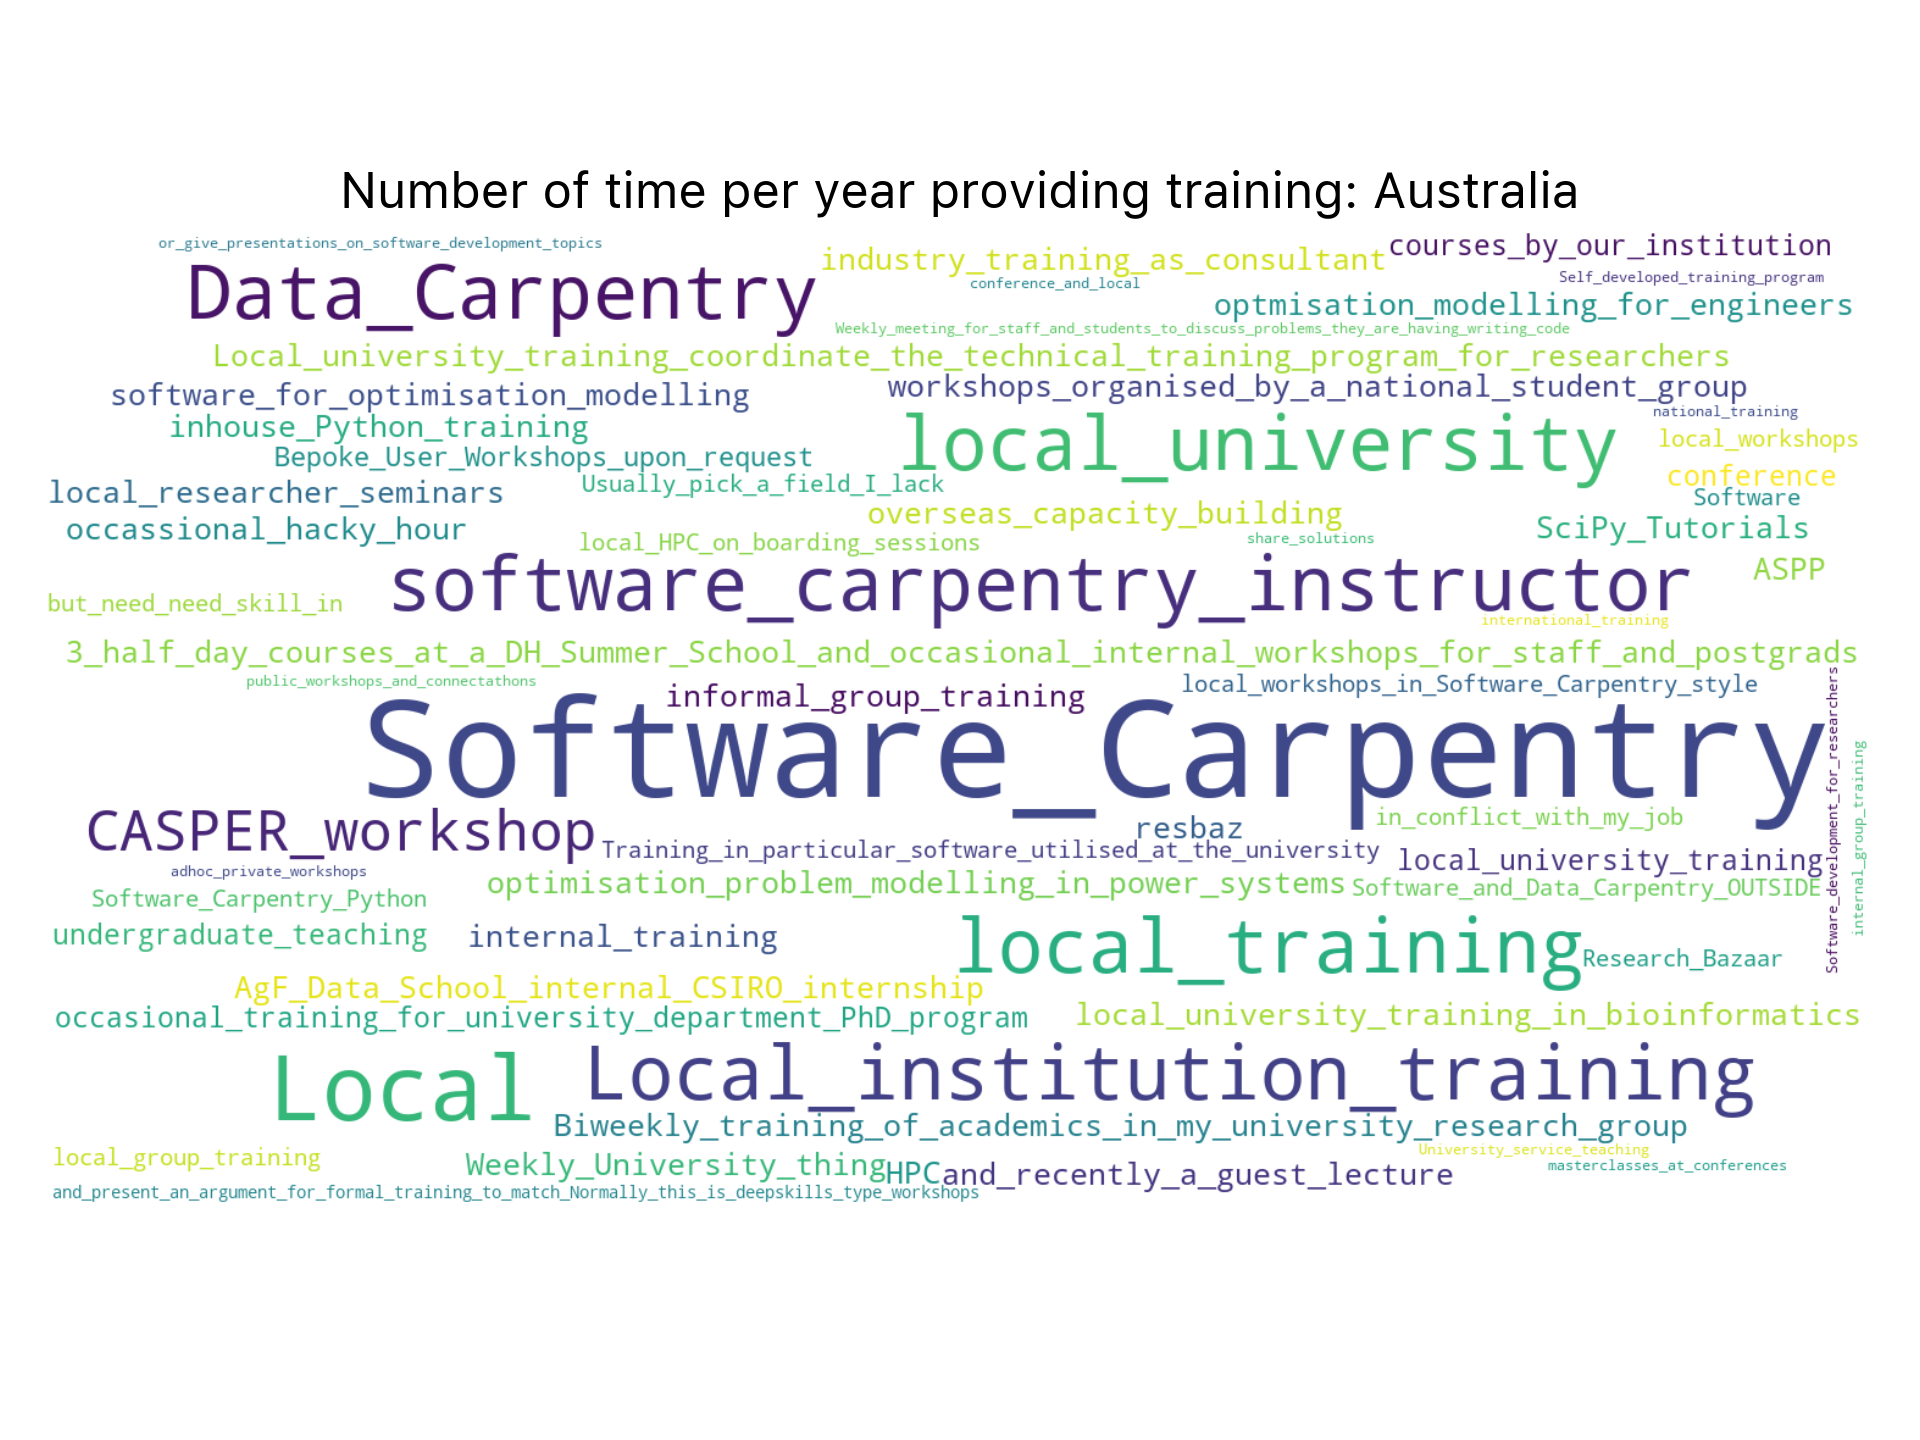 Number of time per year providing training: Australia
or_give_presentations_on_software_development_topics
Data_Carpentry
industry_training_as_consultant
courses_by_our_institution
conference_and_local
Self_developed_training_program
optmisation_modelling_for_engineers
Weekly_meeting_for_staff_and_students_to_discuss_problems_they_are_having_writing_code
Local_university_training_coordinate_the_technical_training_program_for_researchers
software_for_optimisation_modelling
workshops_organised_by_a_national_student_group
national_training
inhouse_Python_training
local_university
local_workshops
Bepoke_User_Workshops_upon_request
conference
local_researcher_seminars
Usually_pick_a_field_I_lack
Software
overseas_capacity_building
occassional_hacky_hour
SciPy_Tutorials
local_HPC_on_boarding_sessions
share_solutions
software_carpentry_instructor
ASPP
but_need_need_skill_in
international_training
3_half_day_courses_at_a_DH_Summer_School_and_occasional_internal_workshops_for_staff_and_postgrads
public_workshops_and_connectathons
informal_group_training
local_workshops_in_Software_Carpentry_style
Software_Carpentry
Software_development_for_researchers
internal_group_training
CASPER_workshop
resbaz
in_conflict_with_my_job
Training_in_particular_software_utilised_at_the_university
local_university_training
adhoc_private_workshops
optimisation_problem_modelling_in_power_systems
Software_and_Data_Carpentry_OUTSIDE
Software_Carpentry_Python
undergraduate_teaching
internal_training
local_training
Research_Bazaar
AgF_Data_School_internal_CSIRO_internship
occasional_training_for_university_department_PhD_program
local_university_training_in_bioinformatics
Local
Local_institution_training
Biweekly_training_of_academics_in_my_university_research_group
local_group_training
Weekly_University_thing
HPC
and_recently_a_guest_lecture
University_service_teaching
masterclasses_at_conferences
and_present_an_argument_for_formal_training_to_match_Normally_this_is_deepskills_type_workshops